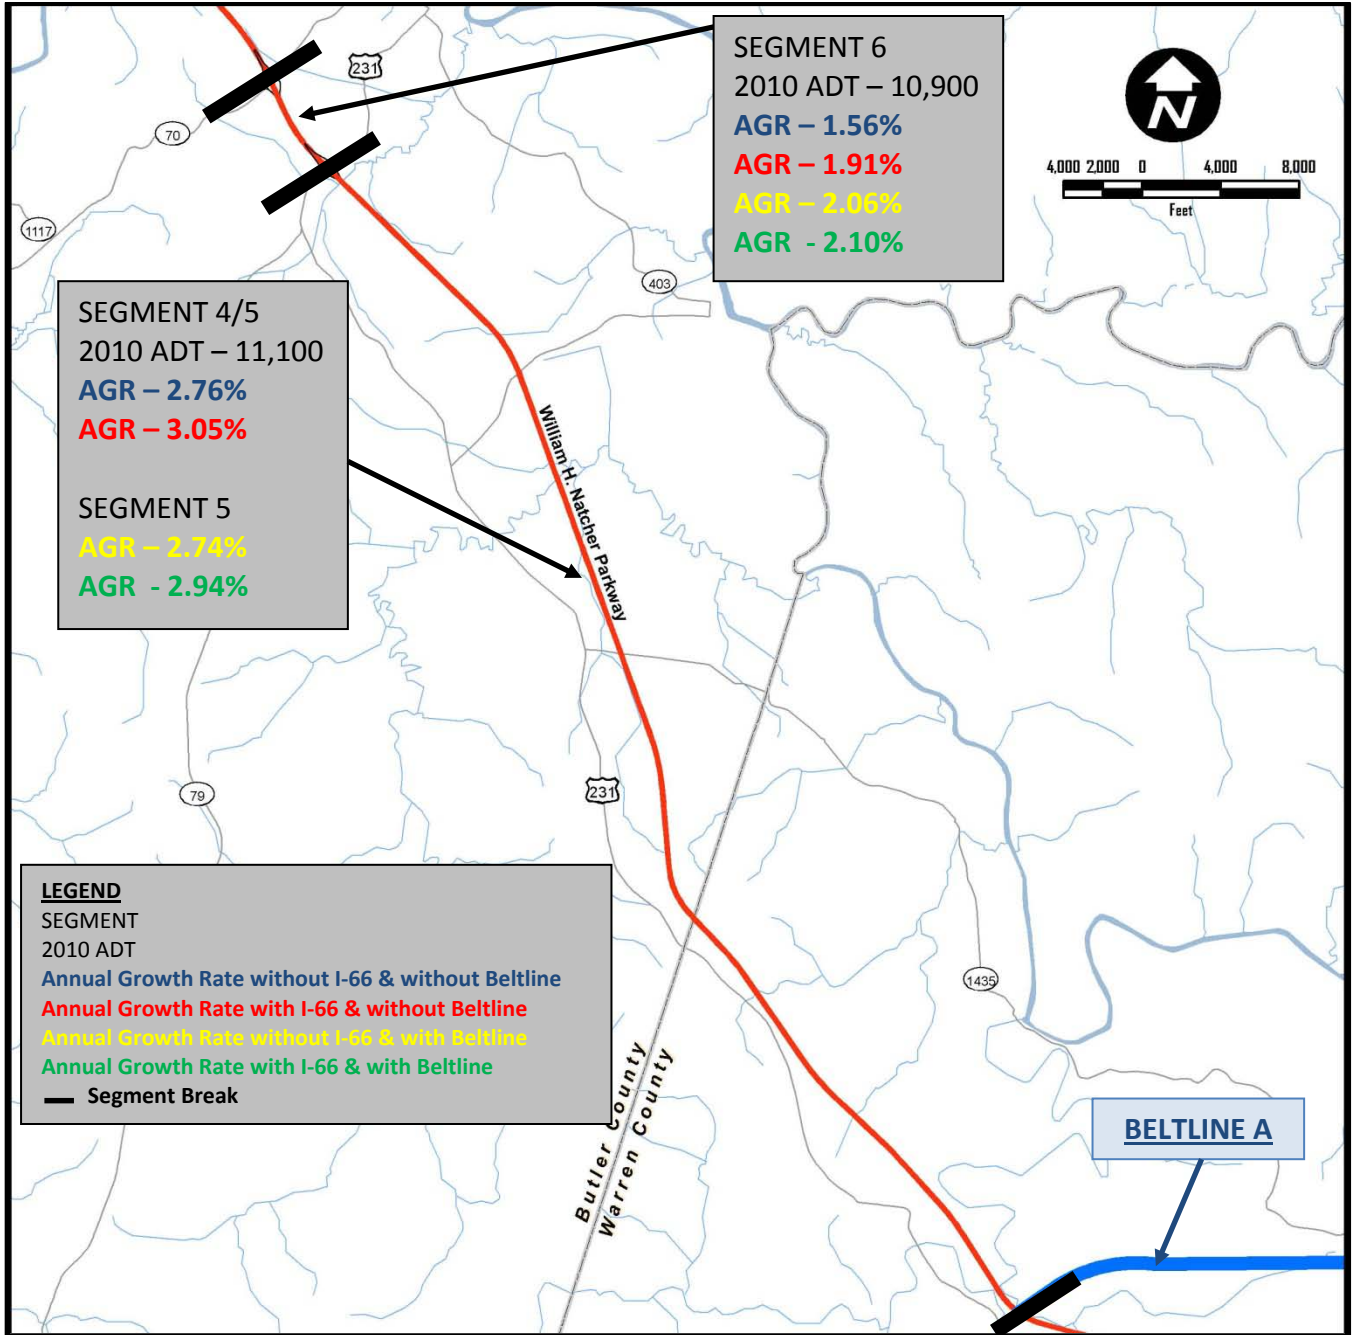 SEGMENT 6
2010 ADT – 10,900
AGR – 1.56%
AGR – 1.91%
AGR – 2.06%
AGR - 2.10%
N
4,000 2,000 0 4,000 8,000
Feet
231
70
1117
403
SEGMENT 4/5
2010 ADT – 11,100
AGR – 2.76%
AGR – 3.05%
SEGMENT 5
AGR – 2.74%
AGR - 2.94%
William H. Natcher Parkway
231
79
LEGEND
SEGMENT
2010 ADT
Annual Growth Rate without I-66 & without Beltline
Annual Growth Rate with I-66 & without Beltline
Annual Growth Rate without I-66 & with Beltline
Annual Growth Rate with I-66 & with Beltline
Segment Break
1435
Butler County
Warren County
BELTLINE A